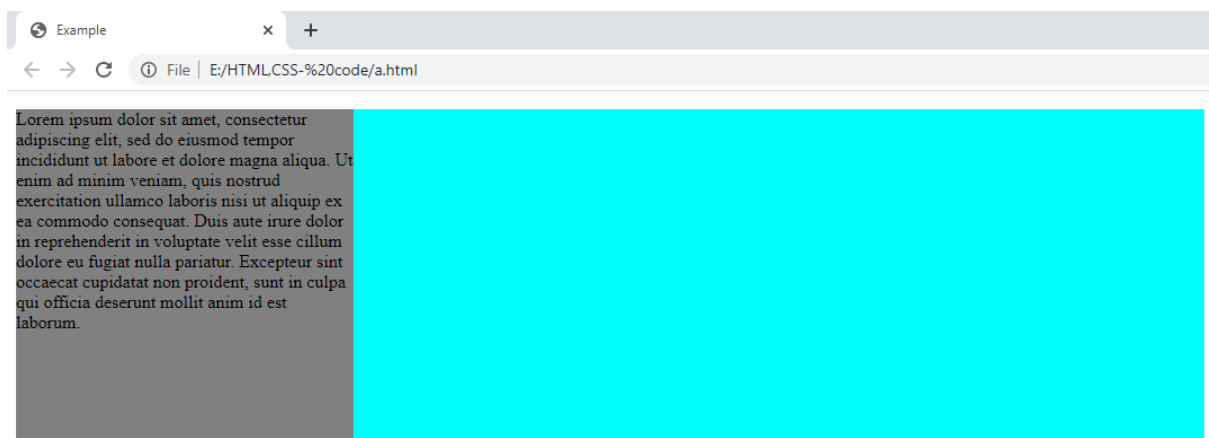 Example
File | E:/HTML,CSS-%20code/a.html
Lorem ipsum dolor sit amet, consectetur
adipiscing elit, sed do eiusmod tempor
incididunt ut labore et dolore magna aliqua. Ut
enim ad minim veniam, quis nostrud
exercitation ullamco laboris nisi ut aliquip ex
ea commodo consequat. Duis aute irure dolor
in reprehenderit in voluptate velit esse cillum
dolore eu fugiat nulla pariatur. Excepteur sint
occaecat cupidatat non proident, sunt in culpa
qui officia deserunt mollit anim id est
laborum.